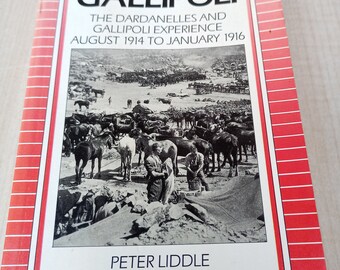 GALLIPOLI
THE DARDANELLES AND
GALLIPOLI EXPERIENCE
AUGUST 1914 TO JANUARY 1916
PETER LIDDLE